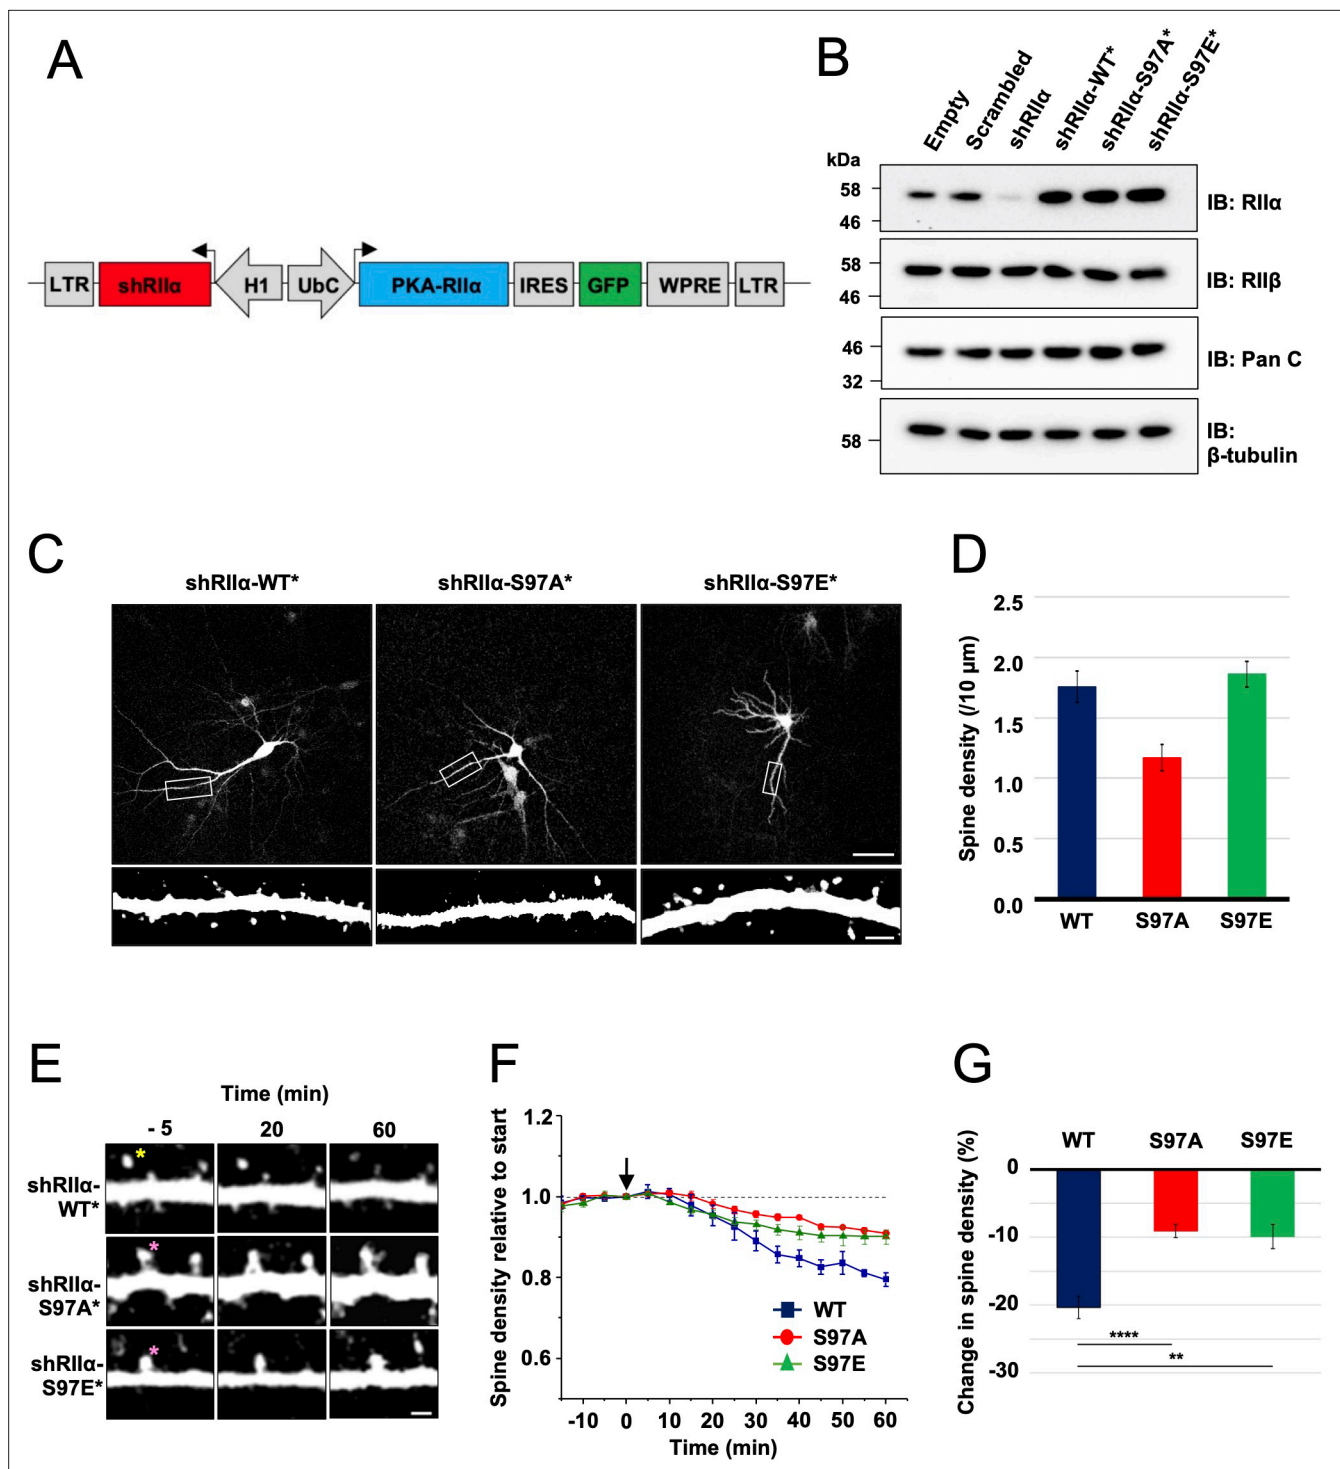 A
LTR shRIIα H1 UbC PKA-RIIα IRES GFP WPRE LTR
B
Empty
Scrambled
shRIIα
shRIIα-WT*
shRIIα-S97A*
shRIIα-S97E*
kDa
58
46
IB: RIIα
58
46
IB: RIIβ
46
32
IB: Pan C
58
IB:
β-tubulin
C
shRIIα-WT* shRIIα-S97A* shRIIα-S97E*
D
Spine density (/10 µm)
2.5
2.0
1.5
1.0
0.5
0.0
WT S97A S97E
E
Time (min)
- 5 20 60
*
shRIIα-
WT*
*
shRIIα-
S97A*
*
shRIIα-
S97E*
F
Spine density relative to start
1.2
1.0
0.8
0.6
WT
S97A
S97E
-10 0 10 20 30 40 50 60
Time (min)
G
Change in spine density (%)
WT S97A S97E
0
-10
-20
-30
****
**